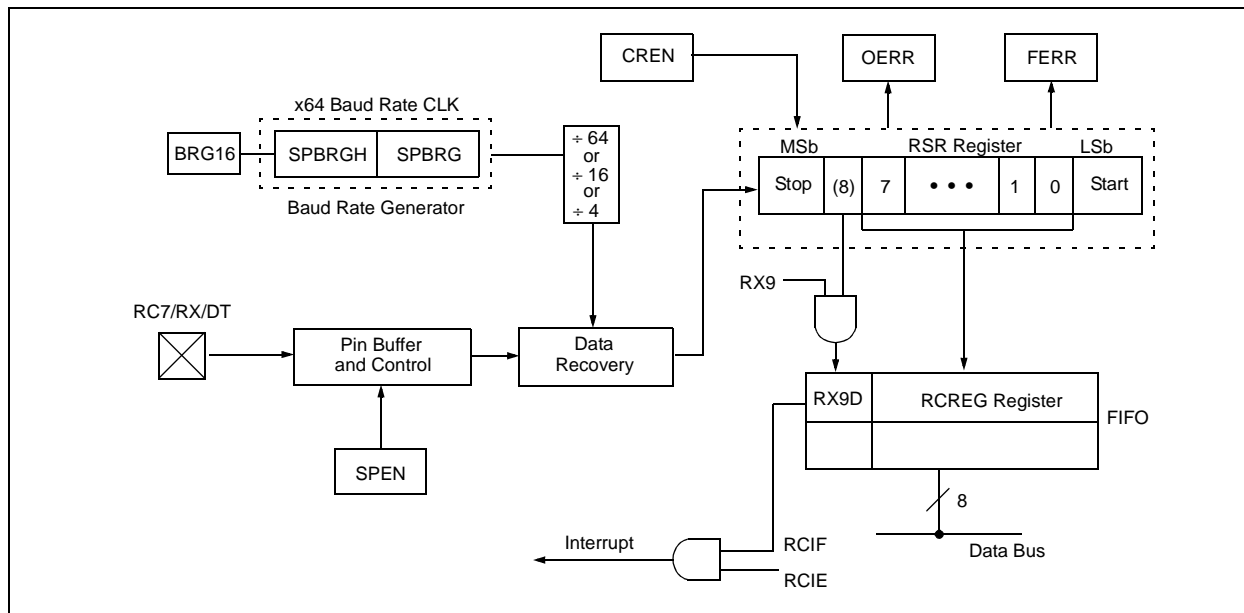 CREN
OERR
FERR
x64 Baud Rate CLK
BRG16
SPBRGH
SPBRG
÷ 64
or
÷ 16
or
÷ 4
Baud Rate Generator
MSb
RSR Register
LSb
Stop
(8)
7
• • •
1
0
Start
RX9
RC7/RX/DT
Pin Buffer
and Control
Data
Recovery
SPEN
RX9D
RCREG Register
FIFO
8
Data Bus
Interrupt
RCIF
RCIE